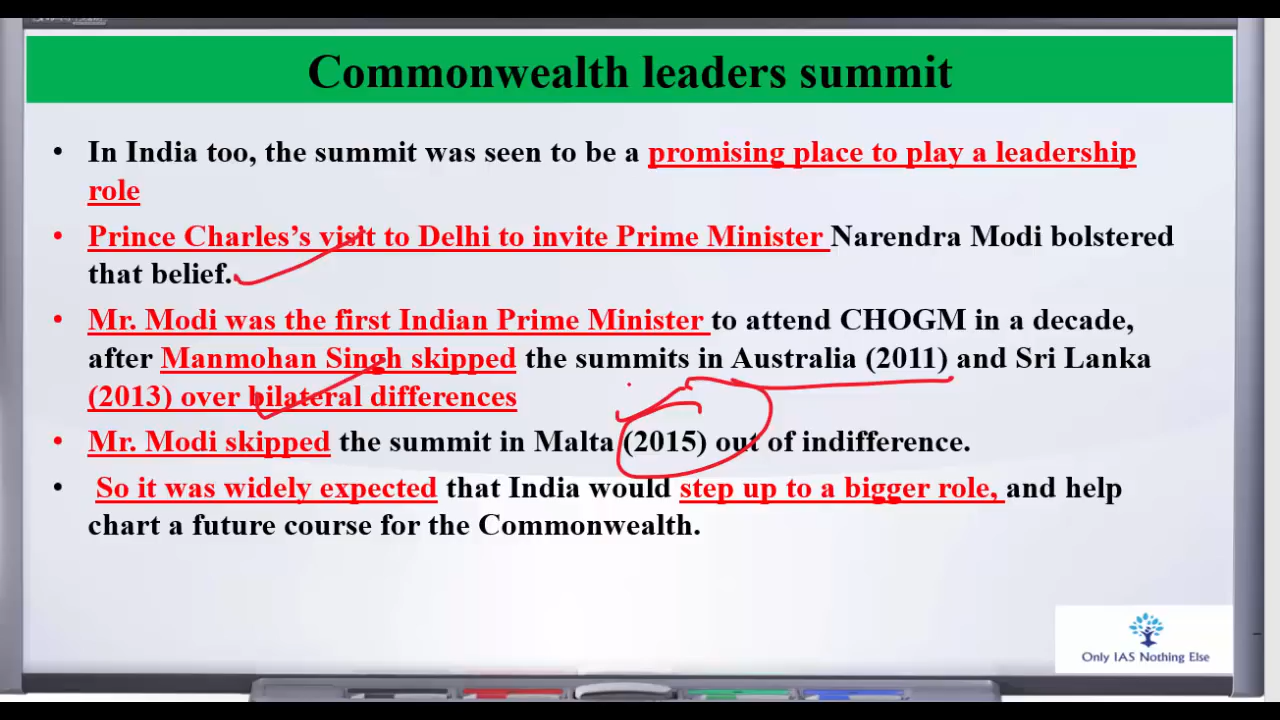 Commonwealth leaders summit
• In India too, the summit was seen to be a promising place to play a leadership
role
• Prince Charles’s visit to Delhi to invite Prime Minister Narendra Modi bolstered
that belief.
• Mr. Modi was the first Indian Prime Minister to attend CHOGM in a decade,
after Manmohan Singh skipped the summits in Australia (2011) and Sri Lanka
(2013) over bilateral differences
• Mr. Modi skipped the summit in Malta (2015) out of indifference.
• So it was widely expected that India would step up to a bigger role, and help
chart a future course for the Commonwealth.
Only IAS Nothing Else